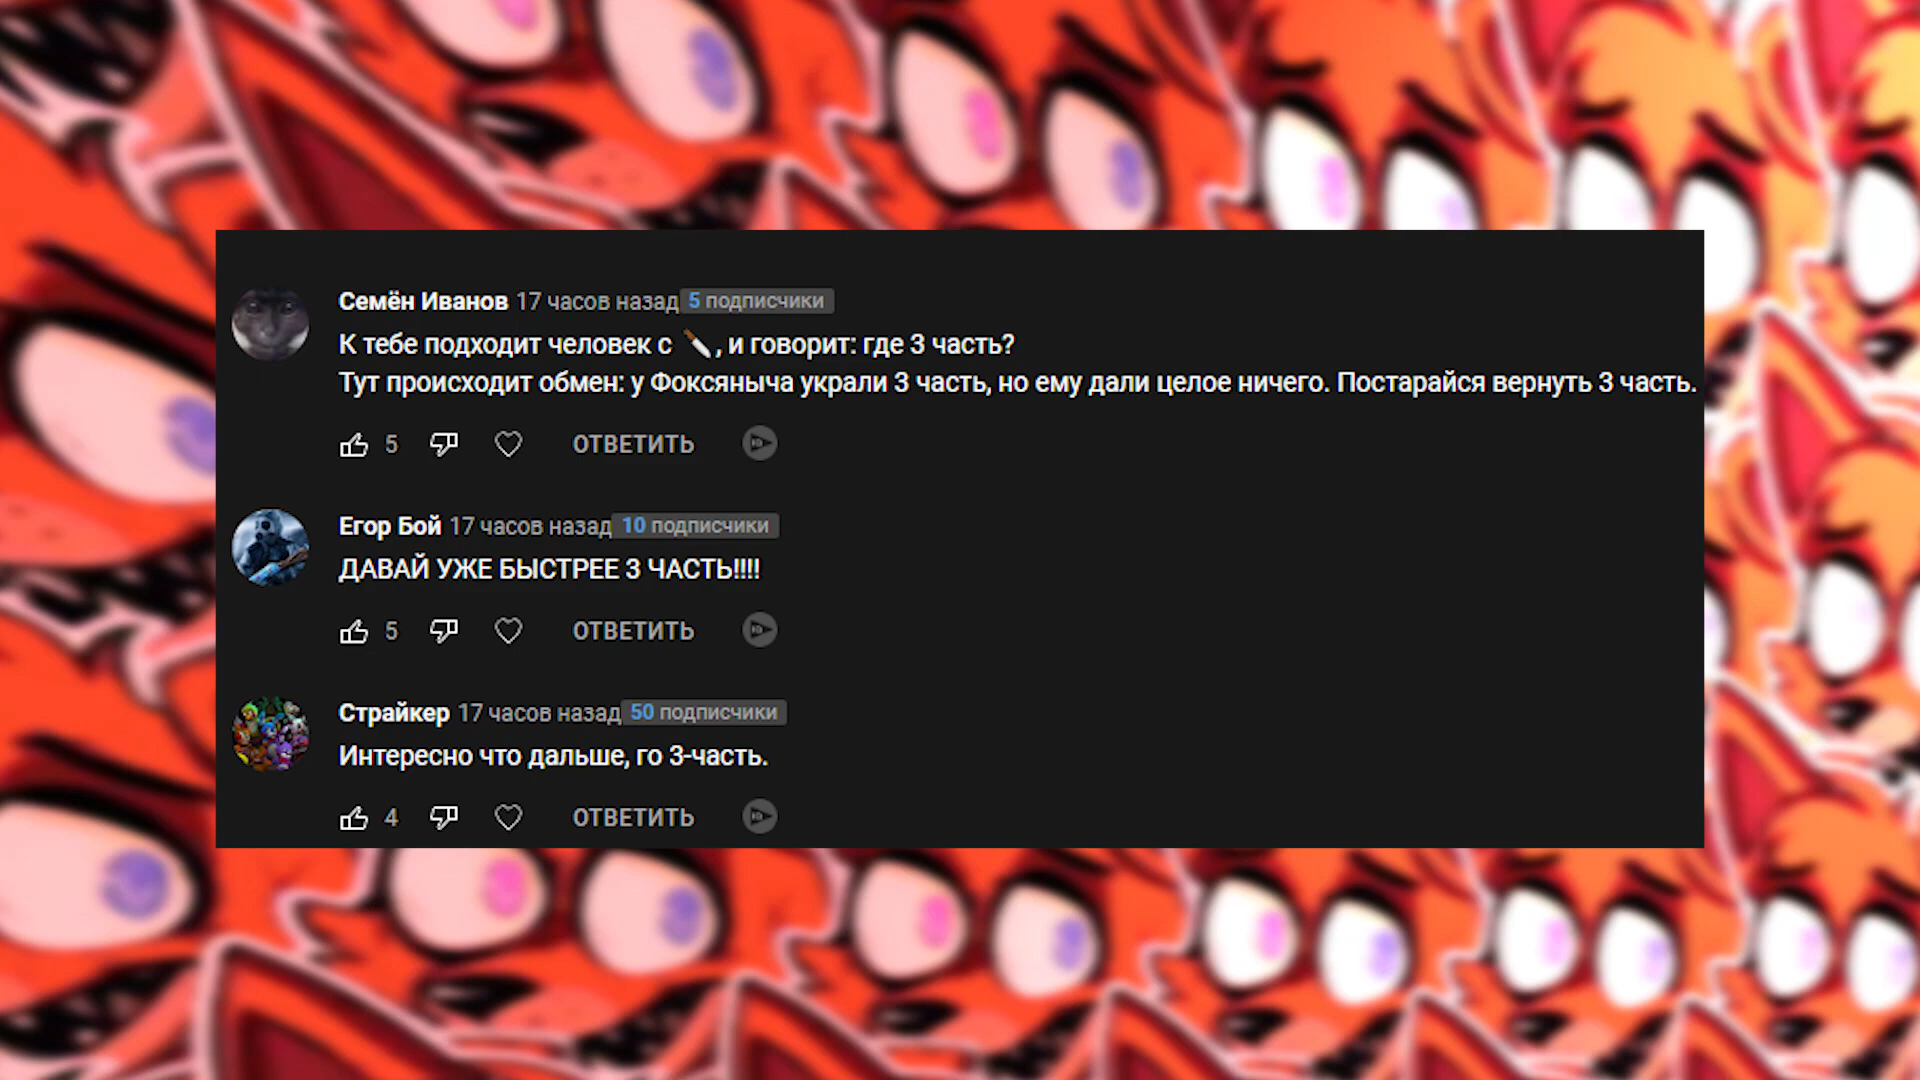 Семён Иванов 17 часов назад 5 подписчики
К тебе подходит человек с 🔪, и говорит: где 3 часть?
Тут происходит обмен: у Фоксяныча украли 3 часть, но ему дали целое ничего. Постарайся вернуть 3 часть.
5 ОТВЕТИТЬ
Егор Бой 17 часов назад 10 подписчики
ДАВАЙ УЖЕ БЫСТРЕЕ 3 ЧАСТЬ!!!!
5 ОТВЕТИТЬ
Страйкер 17 часов назад 50 подписчики
Интересно что дальше, го 3-часть.
4 ОТВЕТИТЬ